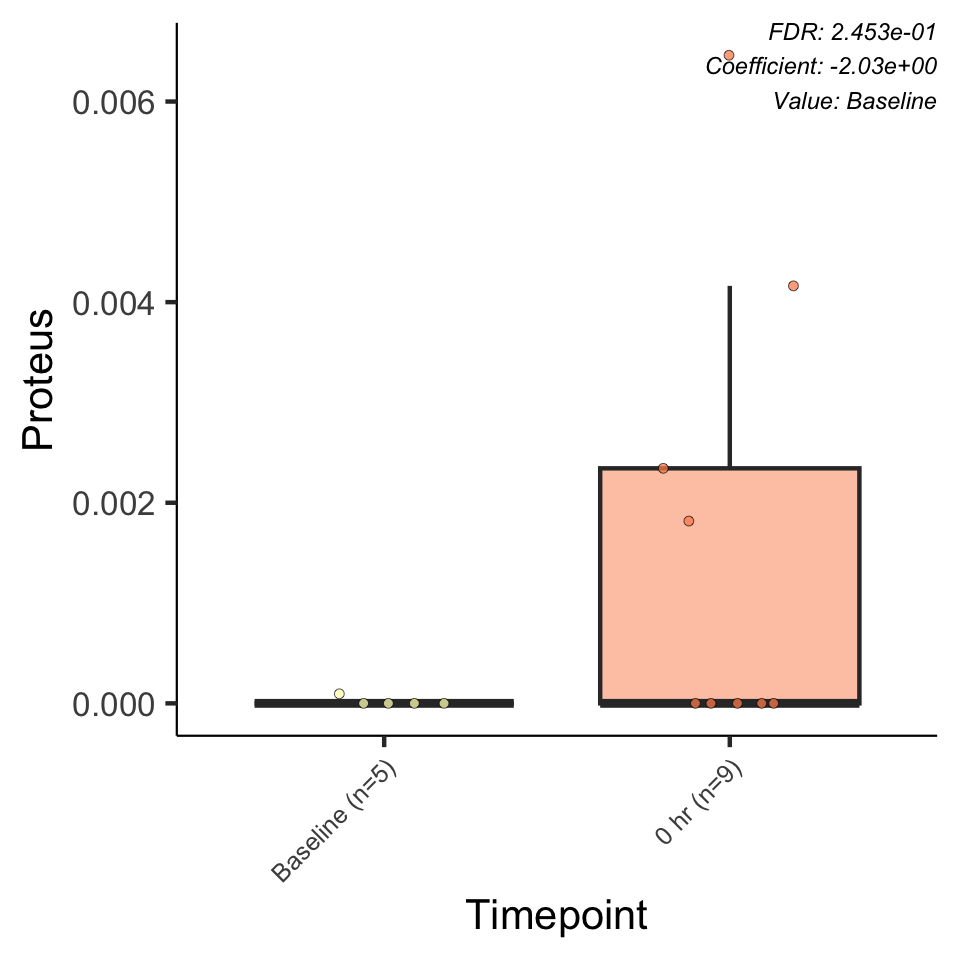 FDR: 2.453e-01
Coefficient: -2.03e+00
Value: Baseline
0.006
0.004
0.002
0.000
Proteus
Baseline (n=5)
0 hr (n=9)
Timepoint